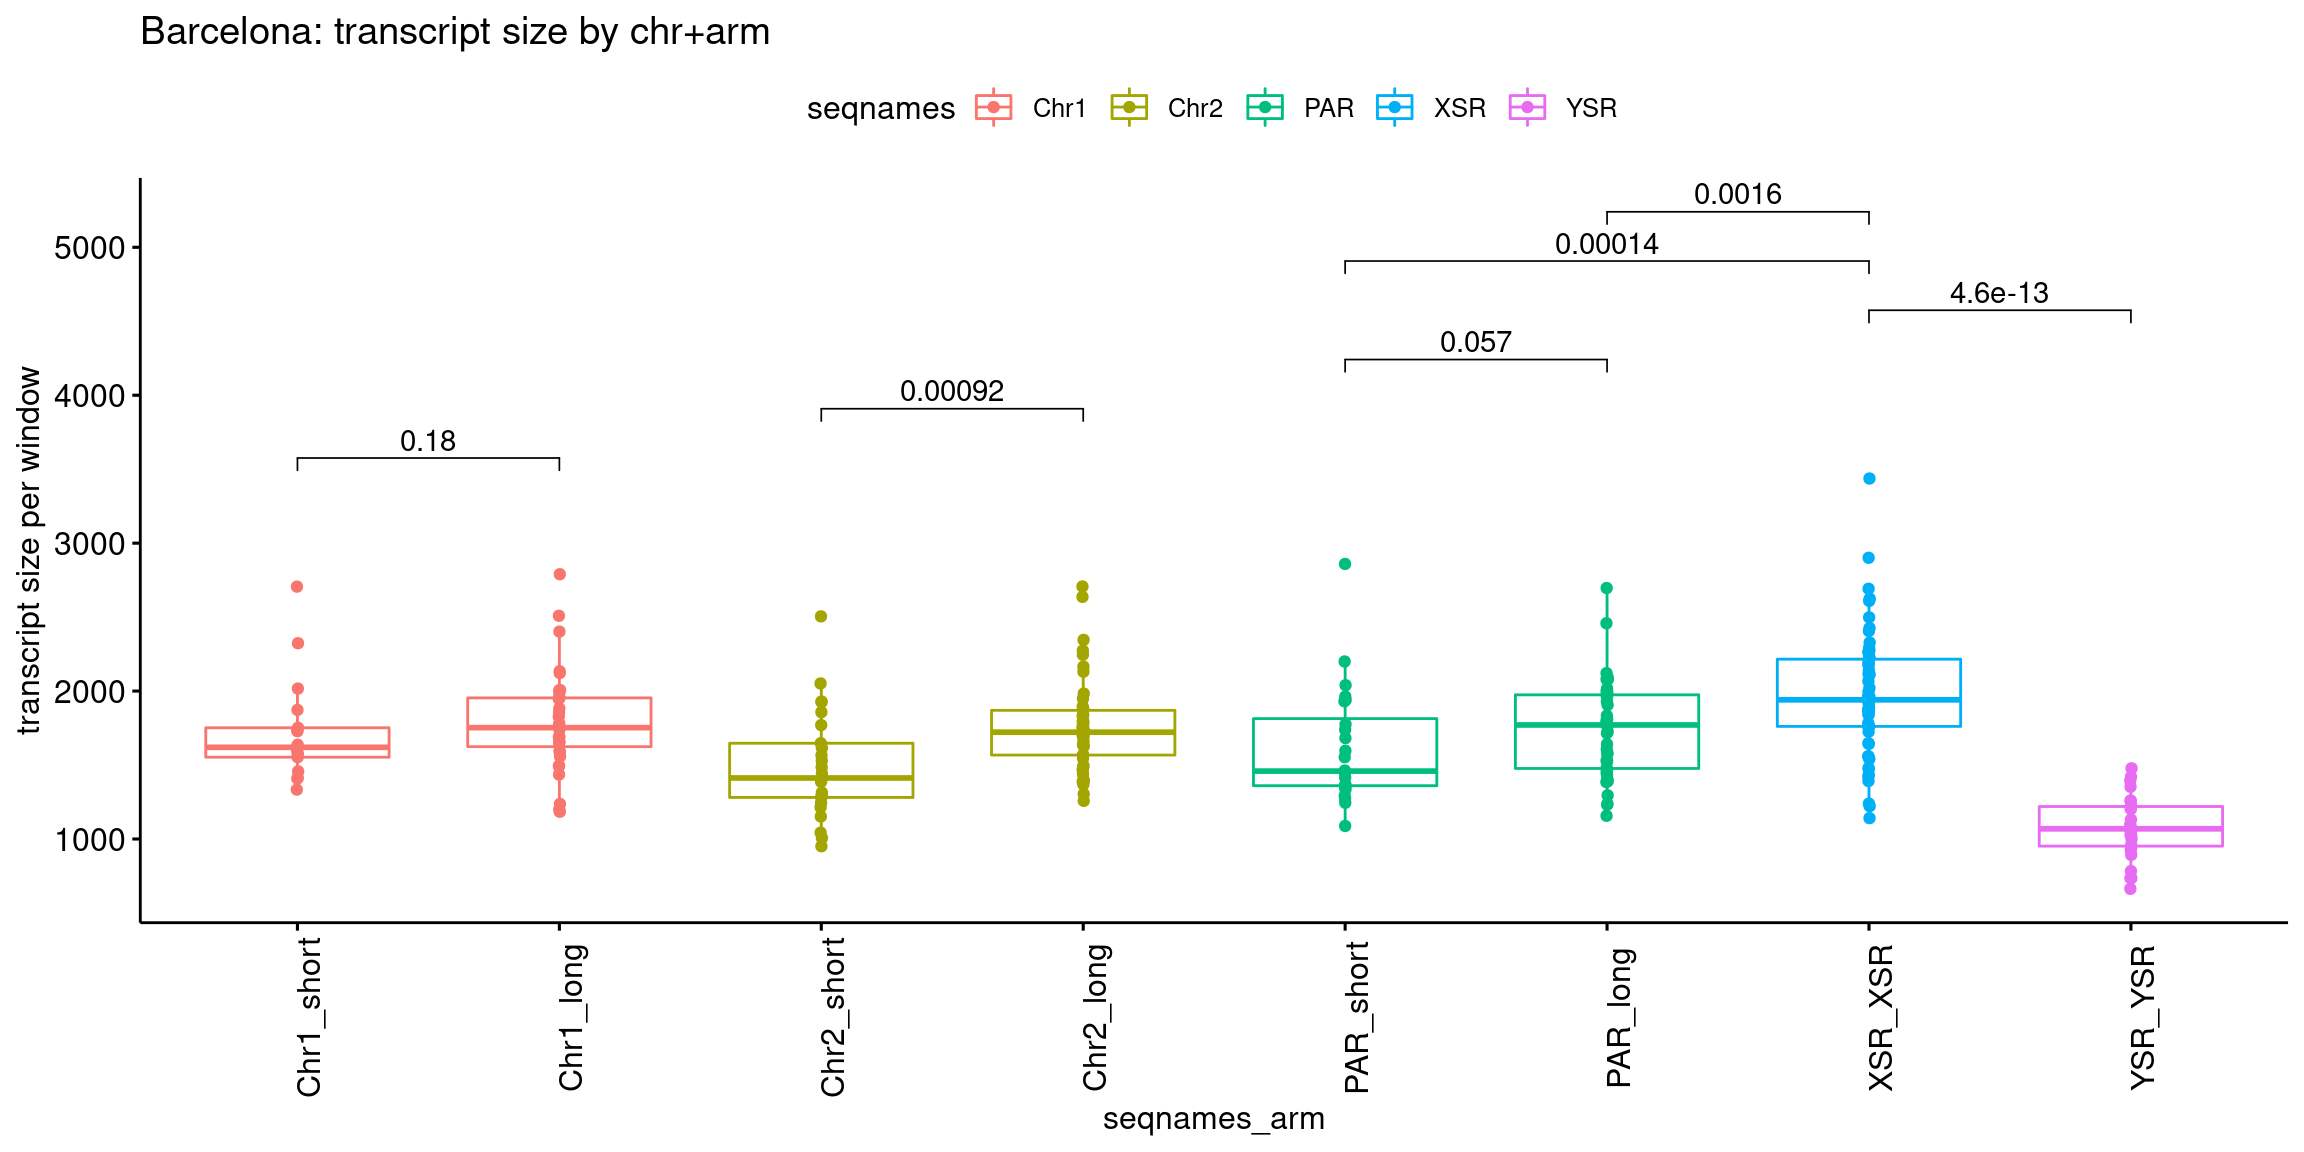 Barcelona: transcript size by chr+arm
seqnames Chr1 Chr2 PAR XSR YSR
0.0016
0.00014
4.6e-13
0.057
0.00092
0.18
5000
4000
3000
2000
1000
transcript size per window
Chr1_short
Chr1_long
Chr2_short
Chr2_long
PAR_short
PAR_long
XSR_XSR
YSR_YSR
seqnames_arm